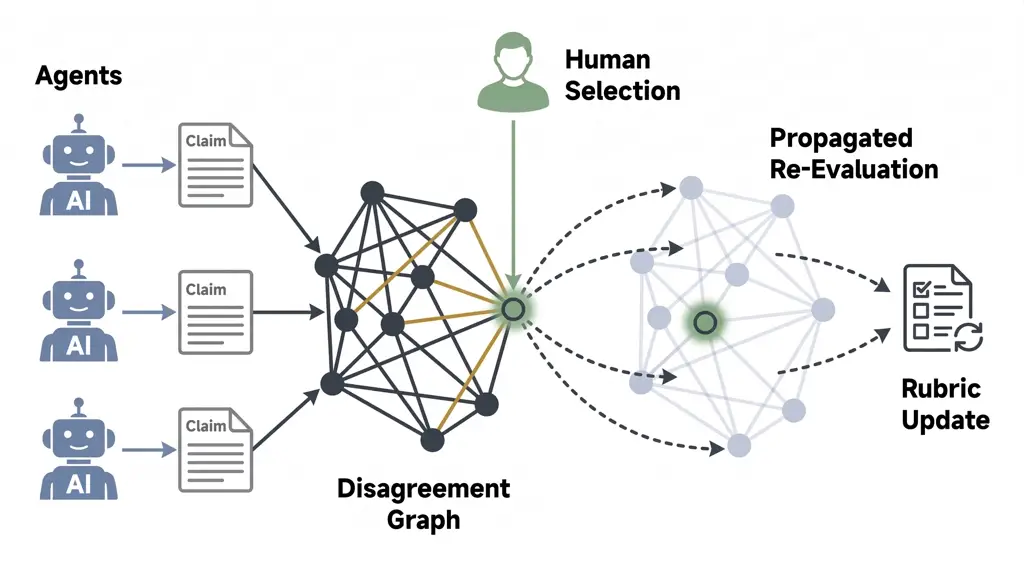 Agents
AI
Claim
AI
Claim
AI
Claim
Disagreement
Graph
Human
Selection
Propagated
Re-Evaluation
Rubric
Update